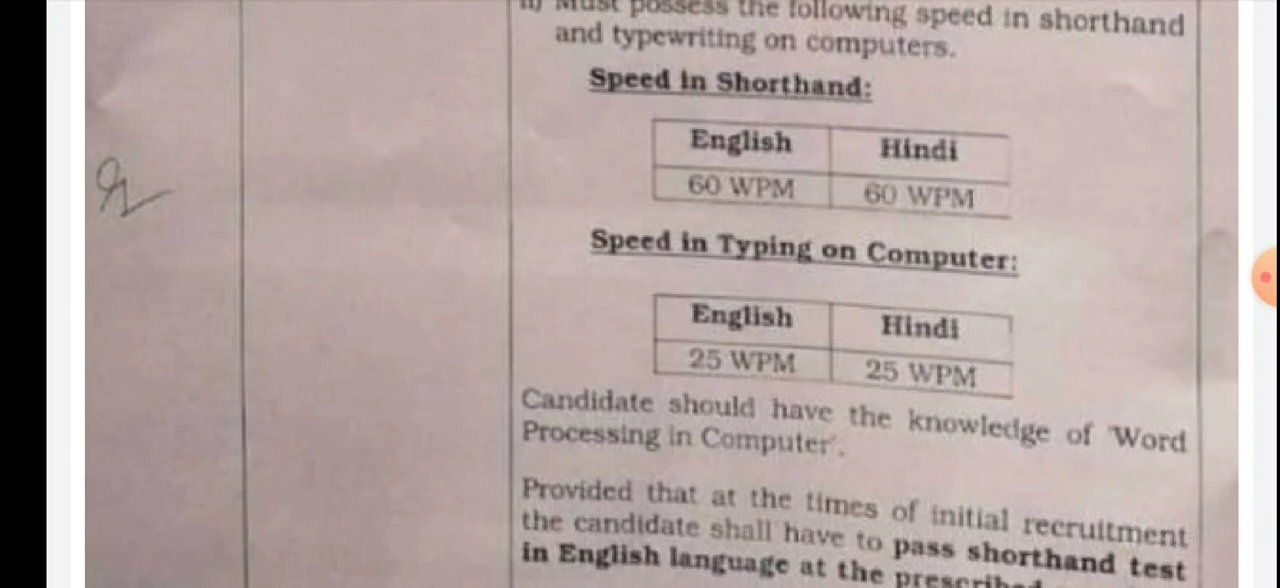 ii) Must possess the following speed in shorthand
and typewriting on computers.
Speed in Shorthand:
English Hindi
60 WPM 60 WPM
Speed in Typing on Computer:
English Hindi
25 WPM 25 WPM
Candidate should have the knowledge of 'Word
Processing in Computer'.
Provided that at the times of initial recruitment
the candidate shall have to pass shorthand test
in English language at the